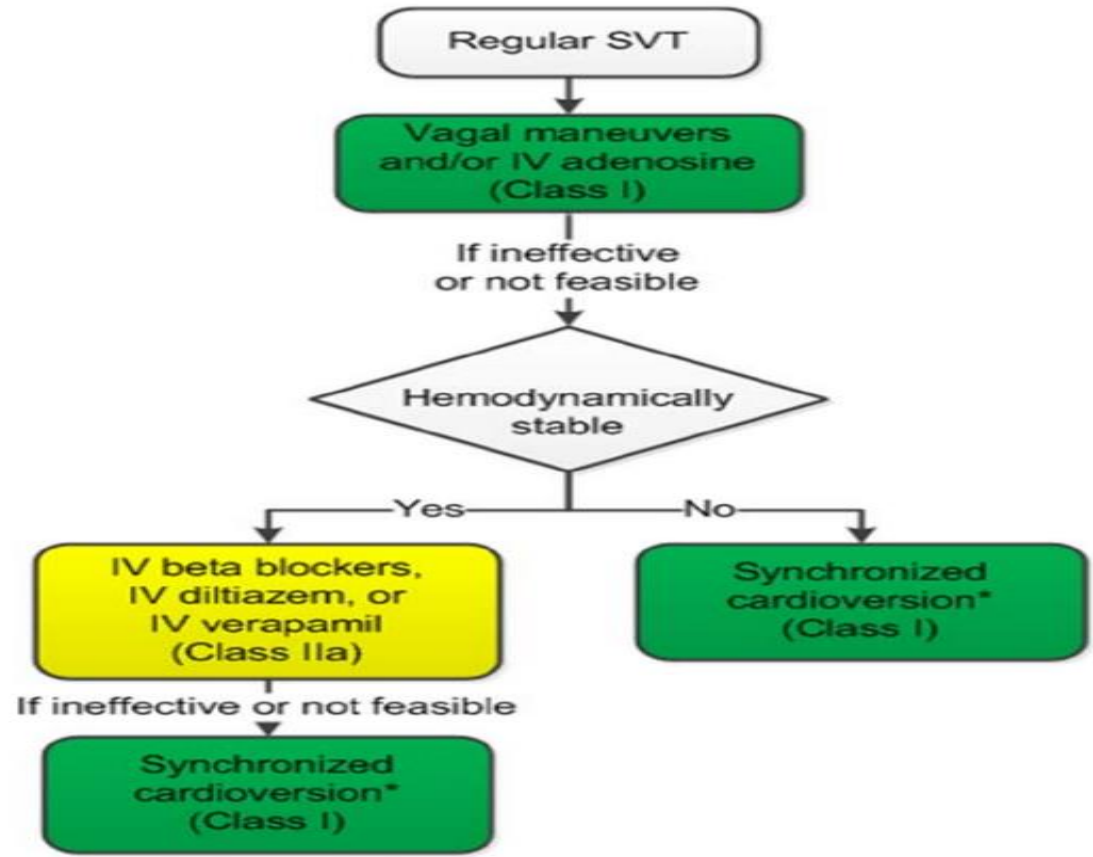 Regular SVT
Vagal maneuvers
and/or IV adenosine
(Class I)
If ineffective
or not feasible
Hemodynamically
stable
Yes
No
IV beta blockers,
IV diltiazem, or
IV verapamil
(Class IIa)
Synchronized
cardioversion*
(Class I)
If ineffective or not feasible
Synchronized
cardioversion*
(Class I)